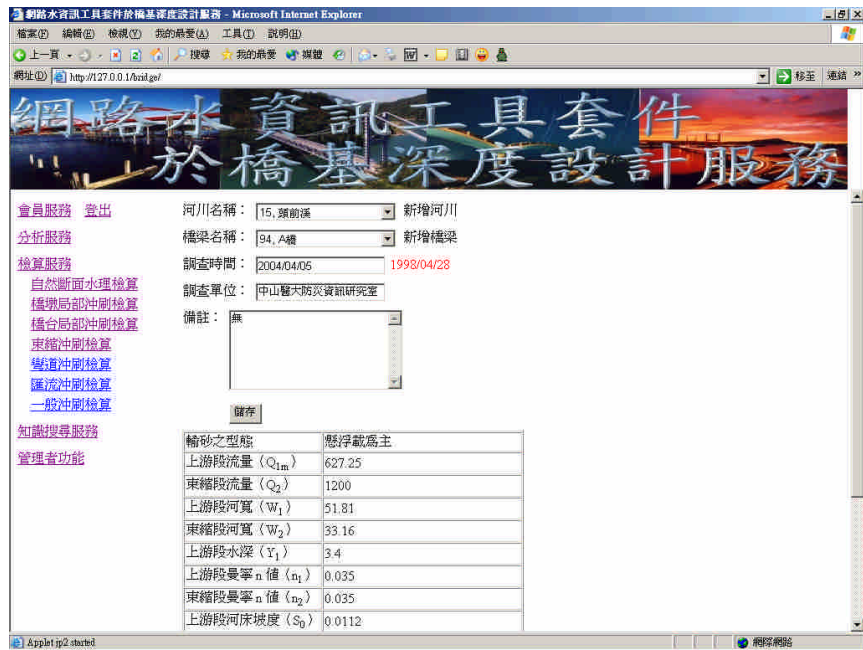 網路水資訊工具套件於橋基深度設計服務 - Microsoft Internet Explorer
檔案(F) 編輯(E) 檢視(V) 我的最愛(A) 工具(T) 說明(H)
上一頁 搜尋 我的最愛 媒體
網址(D) http://127.0.0.1/bridge/ 移至 連結 »
網路水資訊工具套件
於橋基深度設計服務
會員服務 登出
分析服務
檢算服務
自然斷面水理檢算
橋墩局部沖刷檢算
橋台局部沖刷檢算
束縮沖刷檢算
彎道沖刷檢算
匯流沖刷檢算
一般沖刷檢算
知識搜尋服務
管理者功能
河川名稱： 15, 頭前溪 新增河川
橋梁名稱： 94, A橋 新增橋梁
調查時間： 2004/04/05 1998/04/28
調查單位： 中山醫大防災資訊研究室
備註： 無
儲存
輸砂之型態 懸浮載為主
上游段流量（Q1m） 627.25
束縮段流量（Q2） 1200
上游段河寬（W1） 51.81
束縮段河寬（W2） 33.16
上游段水深（Y1） 3.4
上游段曼寧 n 值（n1） 0.035
束縮段曼寧 n 值（n2） 0.035
上游段河床坡度（S0） 0.0112
Applet jp2 started 網際網路